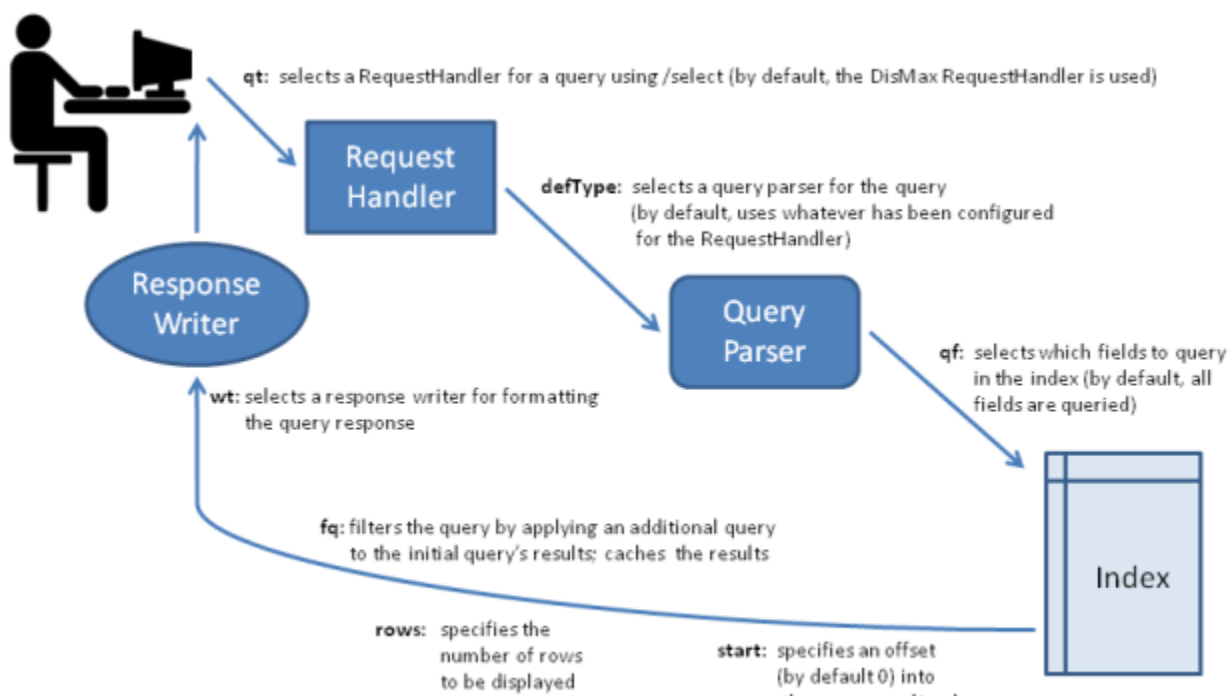 qt: selects a RequestHandler for a query using /select (by default, the DisMax RequestHandler is used)
Request
Handler
defType: selects a query parser for the query
(by default, uses whatever has been configured
for the RequestHandler)
Response
Writer
Query
Parser
qf: selects which fields to query
in the index (by default, all
fields are queried)
wt: selects a response writer for formatting
the query response
fq: filters the query by applying an additional query
to the initial query's results; caches the results
Index
rows: specifies the
number of rows
to be displayed
start: specifies an offset
(by default 0) into